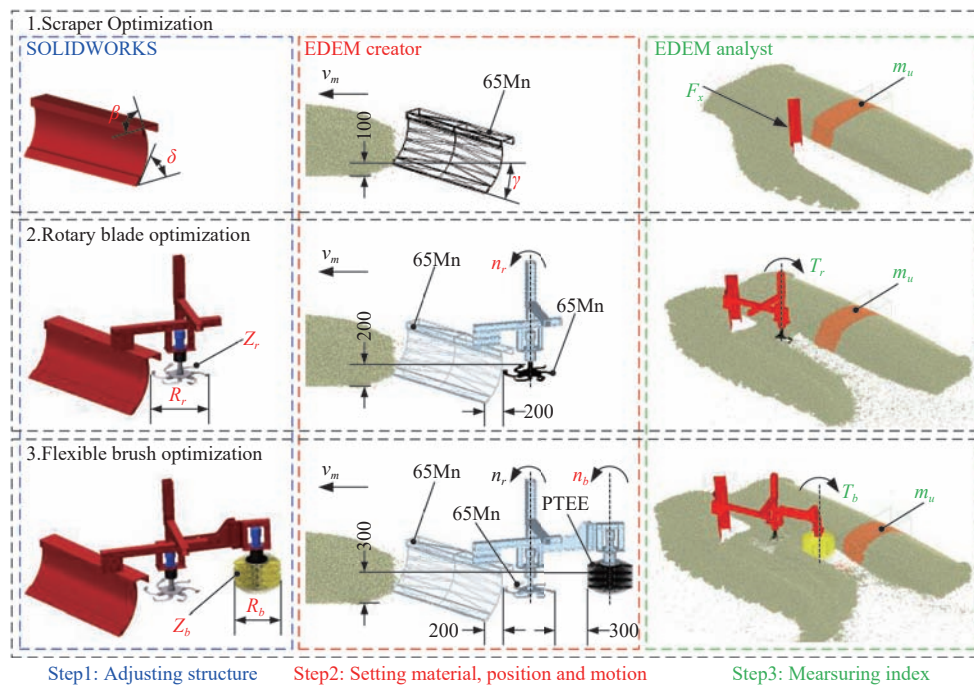 1.Scraper Optimization
SOLIDWORKS
EDEM creator
EDEM analyst
β
δ
v_m
100
65Mn
γ
F_x
m_u
2.Rotary blade optimization
Z_r
R_r
v_m
65Mn
n_r
65Mn
200
200
T_r
m_u
3.Flexible brush optimization
Z_b
R_b
v_m
65Mn
n_r
n_b
PTEE
65Mn
300
200
300
T_b
m_u
Step1: Adjusting structure
Step2: Setting material, position and motion
Step3: Mearsuring index